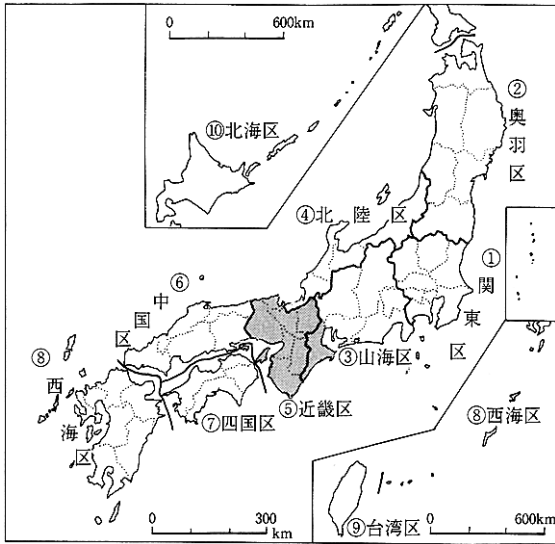 0 600km
②奥羽区
⑩北海区
④北陸区
①関東区
⑥中国区
⑧西海区
③山海区
⑤近畿区
⑦四国区
⑧西海区
0 300
km
⑨台湾区
0 600km